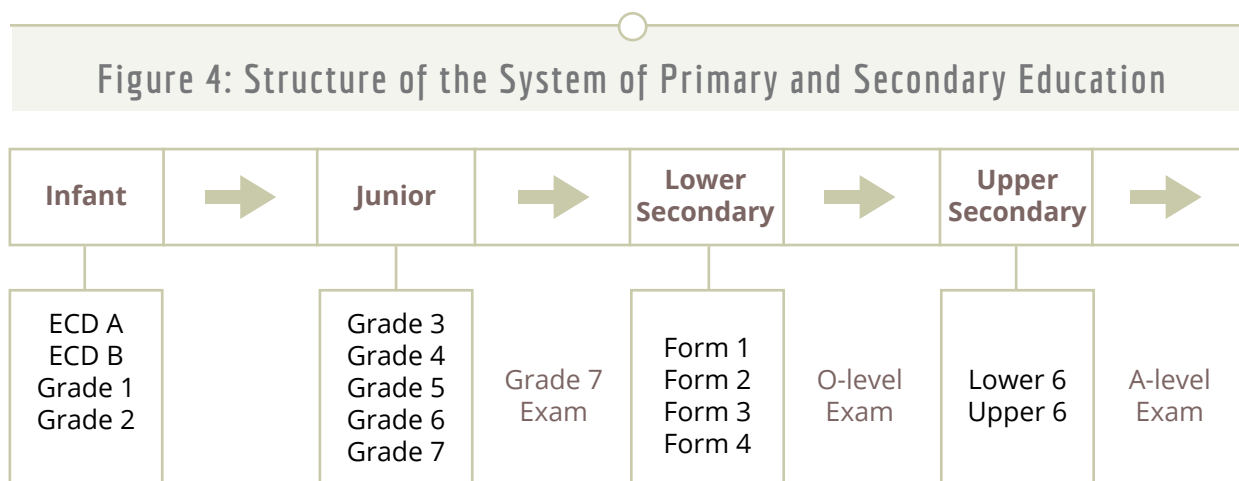 Figure 4: Structure of the System of Primary and Secondary Education
Infant
Junior
Lower
Secondary
Upper
Secondary
ECD A
ECD B
Grade 1
Grade 2
Grade 3
Grade 4
Grade 5
Grade 6
Grade 7
Grade 7
Exam
Form 1
Form 2
Form 3
Form 4
O-level
Exam
Lower 6
Upper 6
A-level
Exam